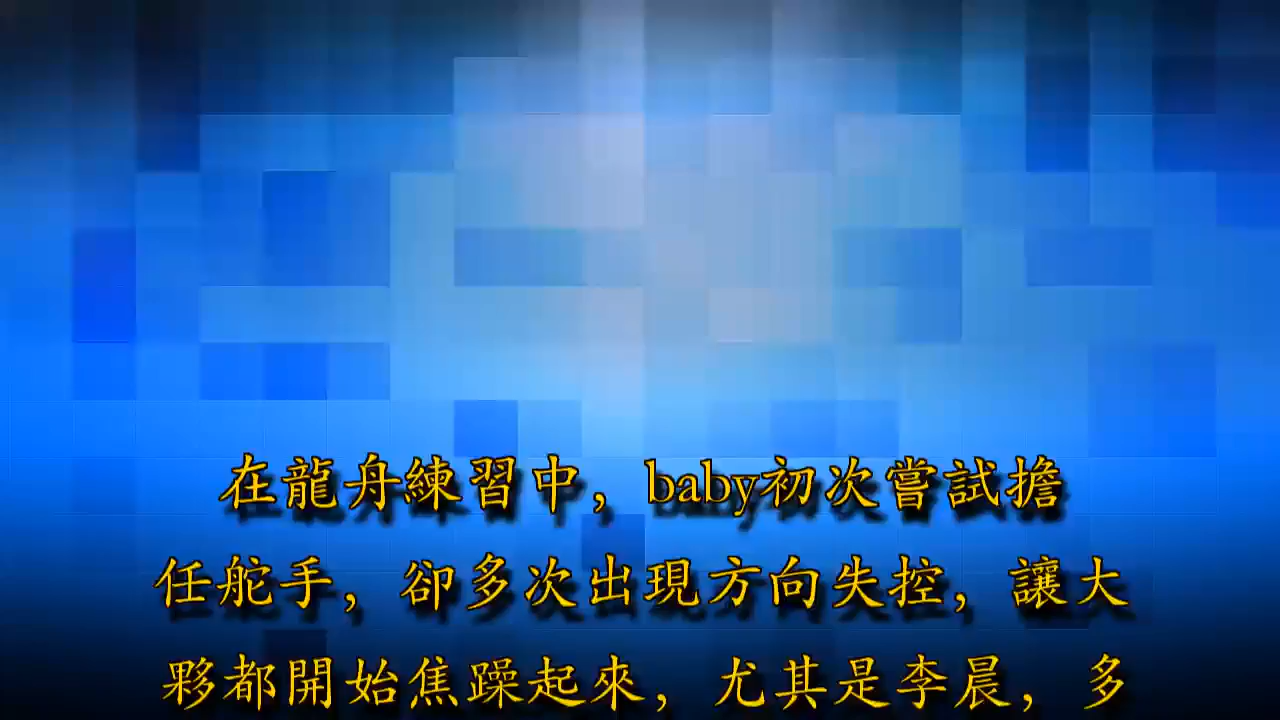 在龍舟練習中，baby初次嘗試擔
任舵手，卻多次出現方向失控，讓大
夥都開始焦躁起來，尤其是李晨，多